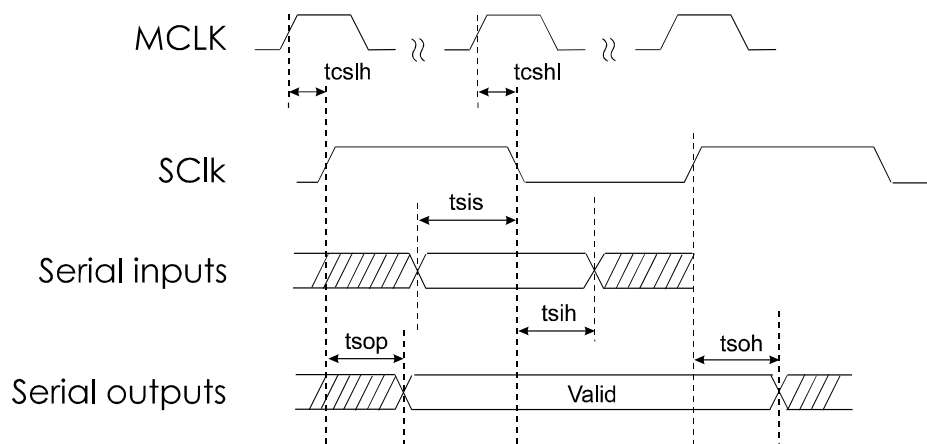 MCLK
tcslh
tcshl
SClk
tsis
Serial inputs
tsih
tsop
tsoh
Serial outputs
Valid